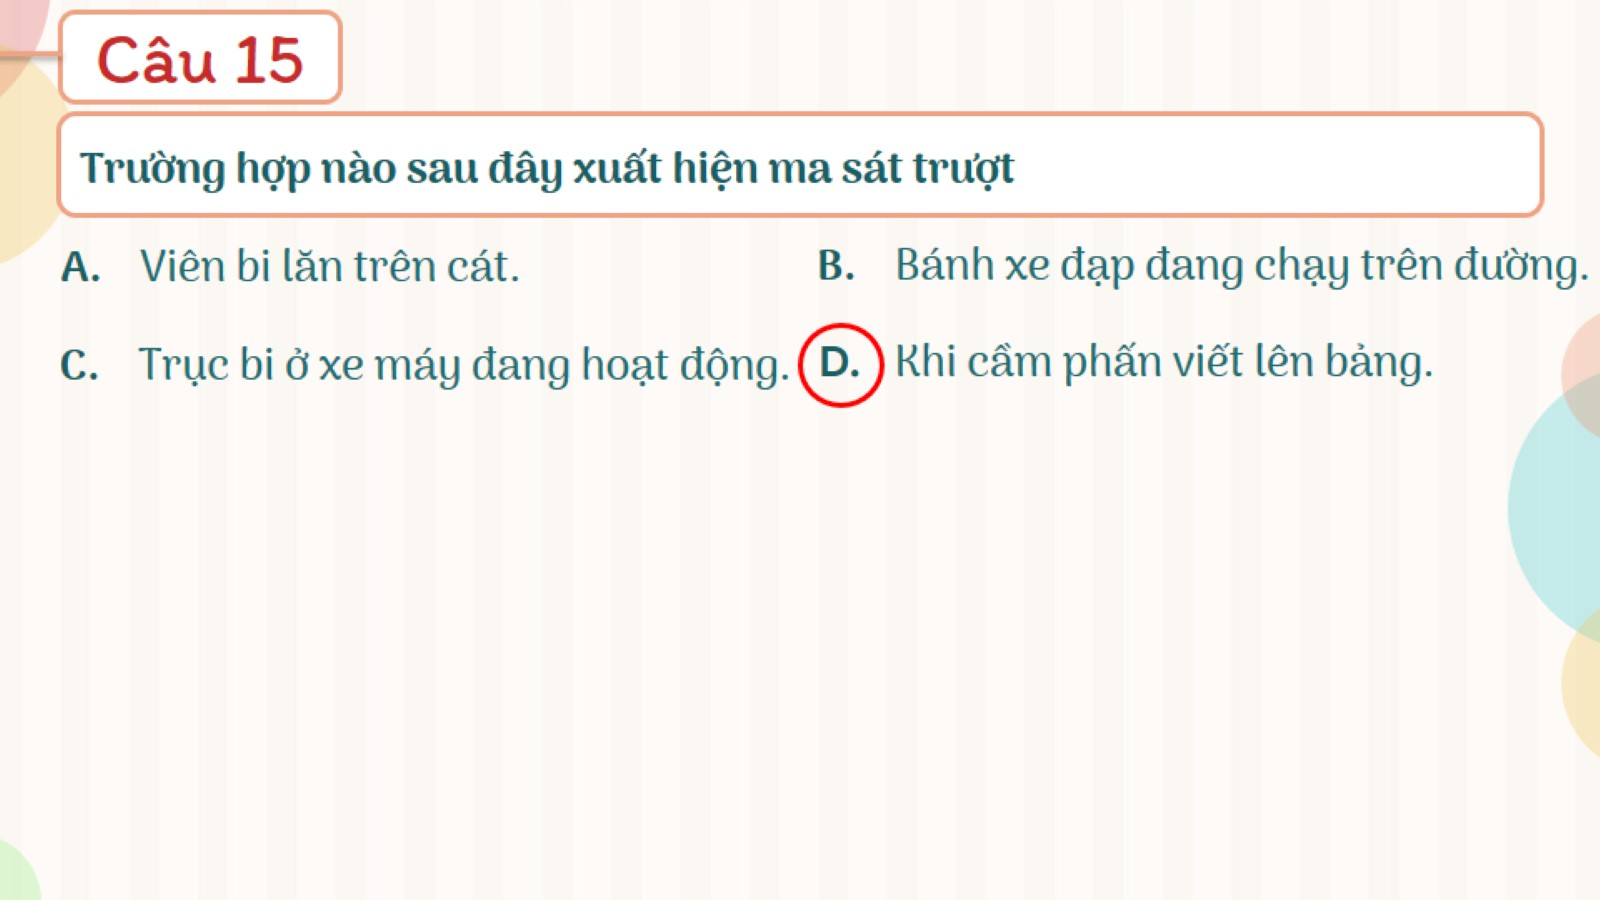 Câu 15
Trường hợp nào sau đây xuất hiện ma sát trượt
A. Viên bi lăn trên cát.
B. Bánh xe đạp đang chạy trên đường.
C. Trục bi ở xe máy đang hoạt động.
D. Khi cầm phấn viết lên bảng.